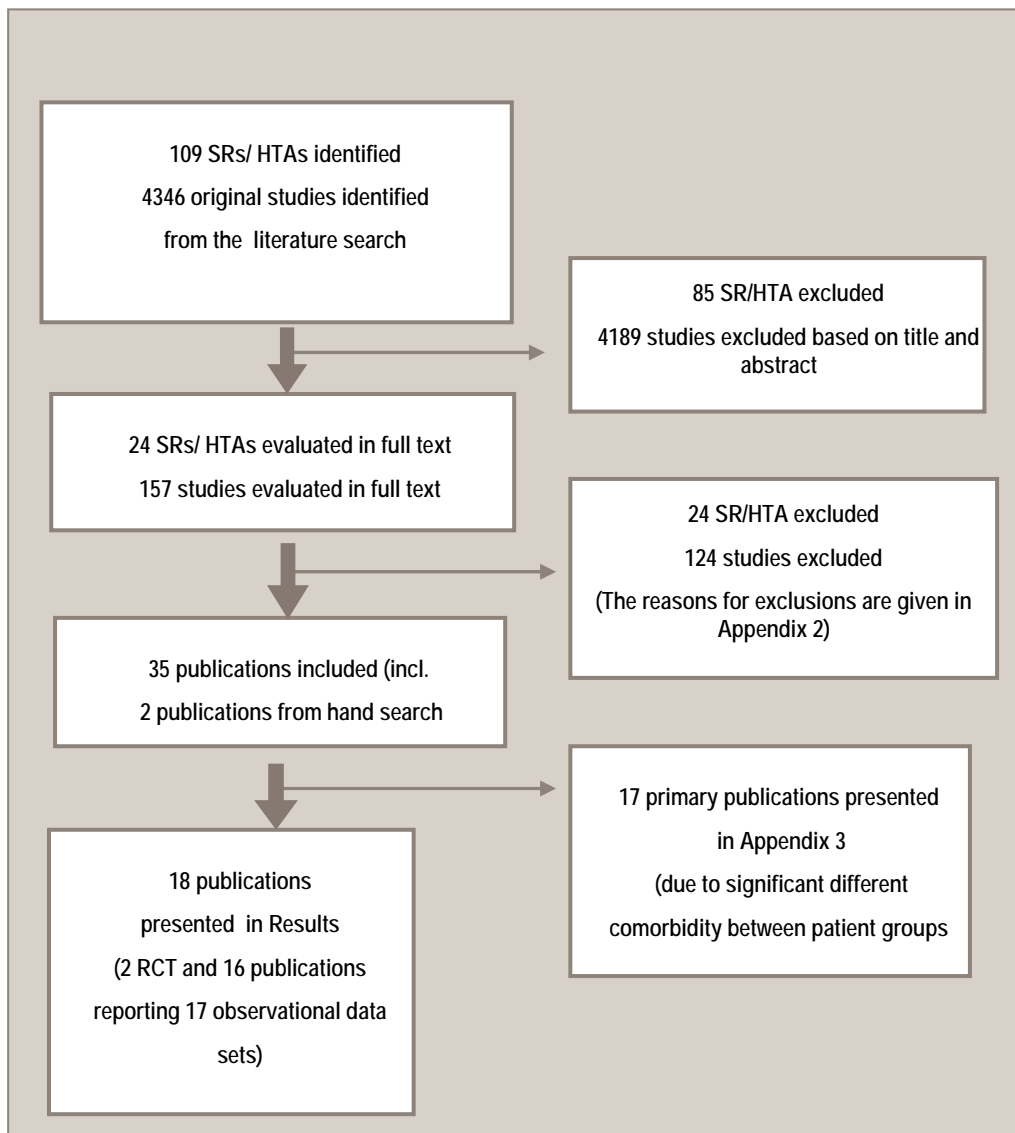 109 SRs/ HTAs identified
4346 original studies identified
from the literature search
85 SR/HTA excluded
4189 studies excluded based on title and
abstract
24 SRs/ HTAs evaluated in full text
157 studies evaluated in full text
24 SR/HTA excluded
124 studies excluded
(The reasons for exclusions are given in
Appendix 2)
35 publications included (incl.
2 publications from hand search
17 primary publications presented
in Appendix 3
(due to significant different
comorbidity between patient groups
18 publications
presented in Results
(2 RCT and 16 publications
reporting 17 observational data
sets)